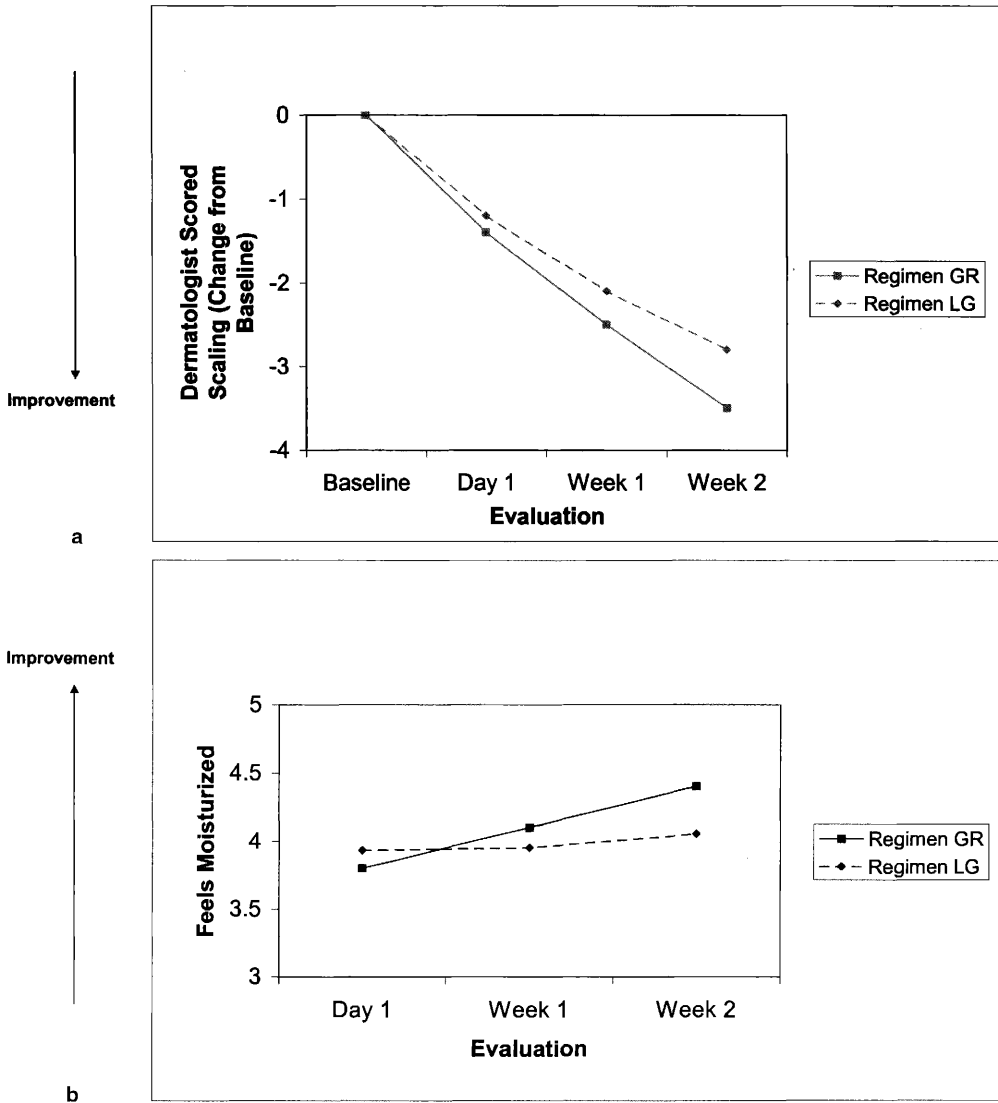 Improvement
Dermatologist Scored
Scaling (Change from
Baseline)
0
-1
-2
-3
-4
Baseline
Day 1
Week 1
Week 2
Evaluation
Regimen GR
Regimen LG
a
Improvement
Feels Moisturized
5
4.5
4
3.5
3
Day 1
Week 1
Week 2
Evaluation
Regimen GR
Regimen LG
b